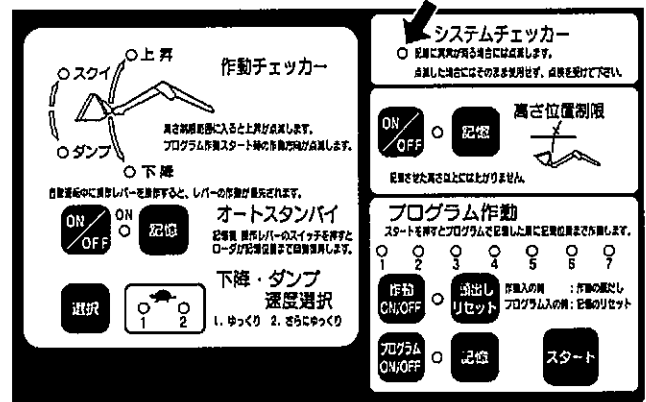 作動チェッカー
上昇
スクイ
ダンプ
下降
高さ制限範囲に入ると上昇が点滅します。
プログラム作動スタート時の作動方向が点滅します。
自動運転中に操作レバーを操作すると、レバーの作動が優先されます。
ON/OFF
ON
記憶
オートスタンバイ
記憶後 操作レバーのスイッチを押すと
ローダが記憶位置まで自動復帰します。
選択
1 2
下降・ダンプ
速度選択
1. ゆっくり 2. さらにゆっくり
システムチェッカー
記憶に異常が有る場合には点滅します。
点滅した場合にはそのまま使用せず、点検を受けて下さい。
ON/OFF
記憶
高さ位置制限
記憶させた高さ以上には上がりません。
プログラム作動
スタートを押すとプログラムで記憶した順に記憶位置まで作動します。
1 2 3 4 5 6 7
作動
ON/OFF
頭出し
リセット
作動入の時 :作動の頭だし
プログラム入の時:記憶のリセット
プログラム
ON/OFF
記憶
スタート